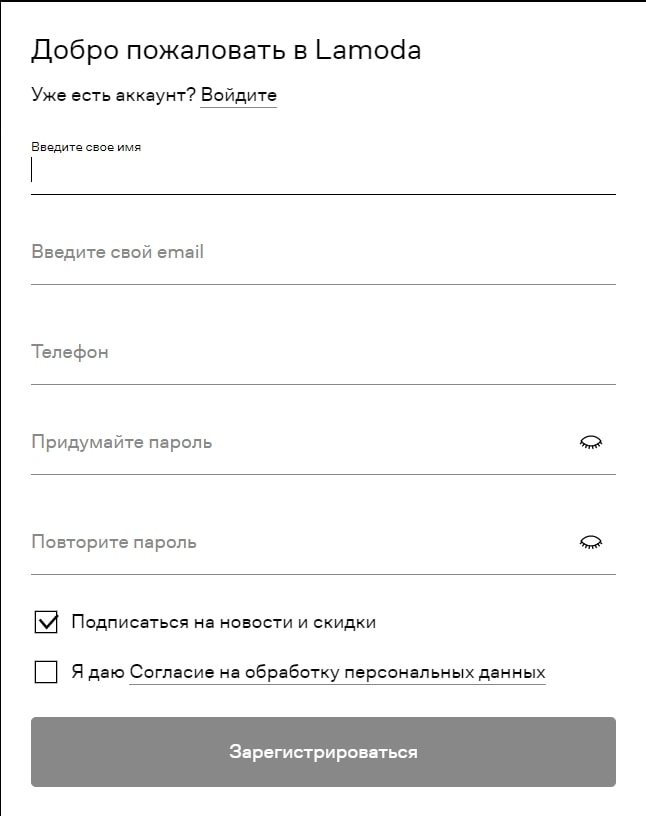 Добро пожаловать в Lamoda
Уже есть аккаунт? Войдите
Введите свое имя
Введите свой email
Телефон
Придумайте пароль
Повторите пароль
Подписаться на новости и скидки
Я даю Согласие на обработку персональных данных
Зарегистрироваться